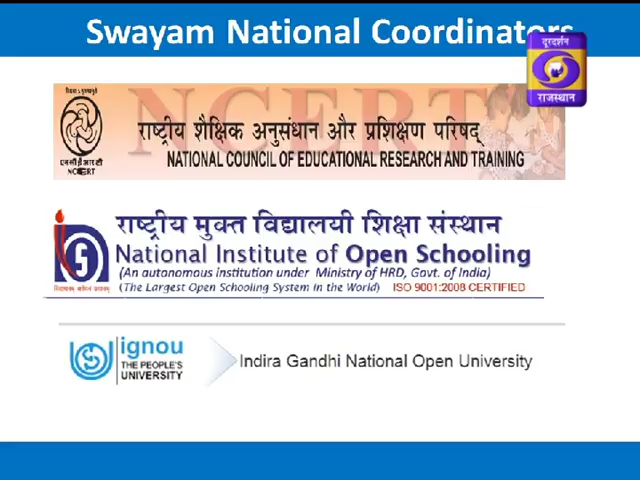 Swayam National Coordinators
दूरदर्शन
राजस्थान
NCERT
राष्ट्रीय शैक्षिक अनुसंधान और प्रशिक्षण परिषद्
NATIONAL COUNCIL OF EDUCATIONAL RESEARCH AND TRAINING
एन सी ई आर टी
NCERT
राष्ट्रीय मुक्त विद्यालयी शिक्षा संस्थान
National Institute of Open Schooling
(An autonomous institution under Ministry of HRD, Govt. of India)
(The Largest Open Schooling System in the World) ISO 9001:2008 CERTIFIED
ignou
THE PEOPLE'S
UNIVERSITY
Indira Gandhi National Open University